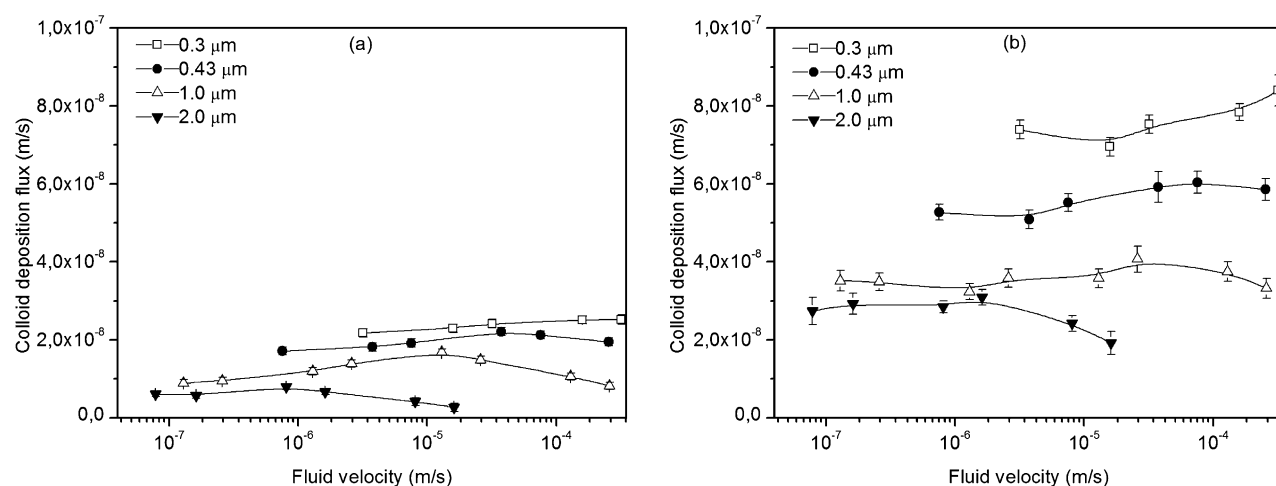 (a)
0.3 μm
0.43 μm
1.0 μm
2.0 μm
Colloid deposition flux (m/s)
1,0x10⁻⁷
8,0x10⁻⁸
6,0x10⁻⁸
4,0x10⁻⁸
2,0x10⁻⁸
0,0
10⁻⁷ 10⁻⁶ 10⁻⁵ 10⁻⁴
Fluid velocity (m/s)
(b)
0.3 μm
0.43 μm
1.0 μm
2.0 μm
Colloid deposition flux (m/s)
1,0x10⁻⁷
8,0x10⁻⁸
6,0x10⁻⁸
4,0x10⁻⁸
2,0x10⁻⁸
0,0
10⁻⁷ 10⁻⁶ 10⁻⁵ 10⁻⁴
Fluid velocity (m/s)